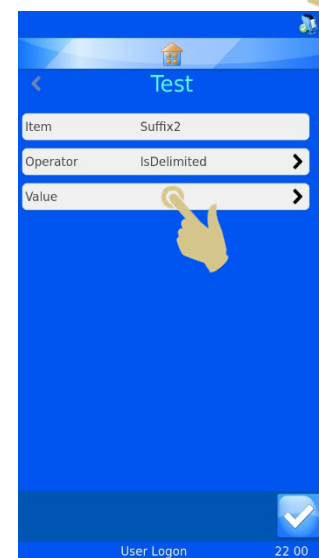 Test
Item Suffix2
Operator IsDelimited
Value
User Logon 22 00